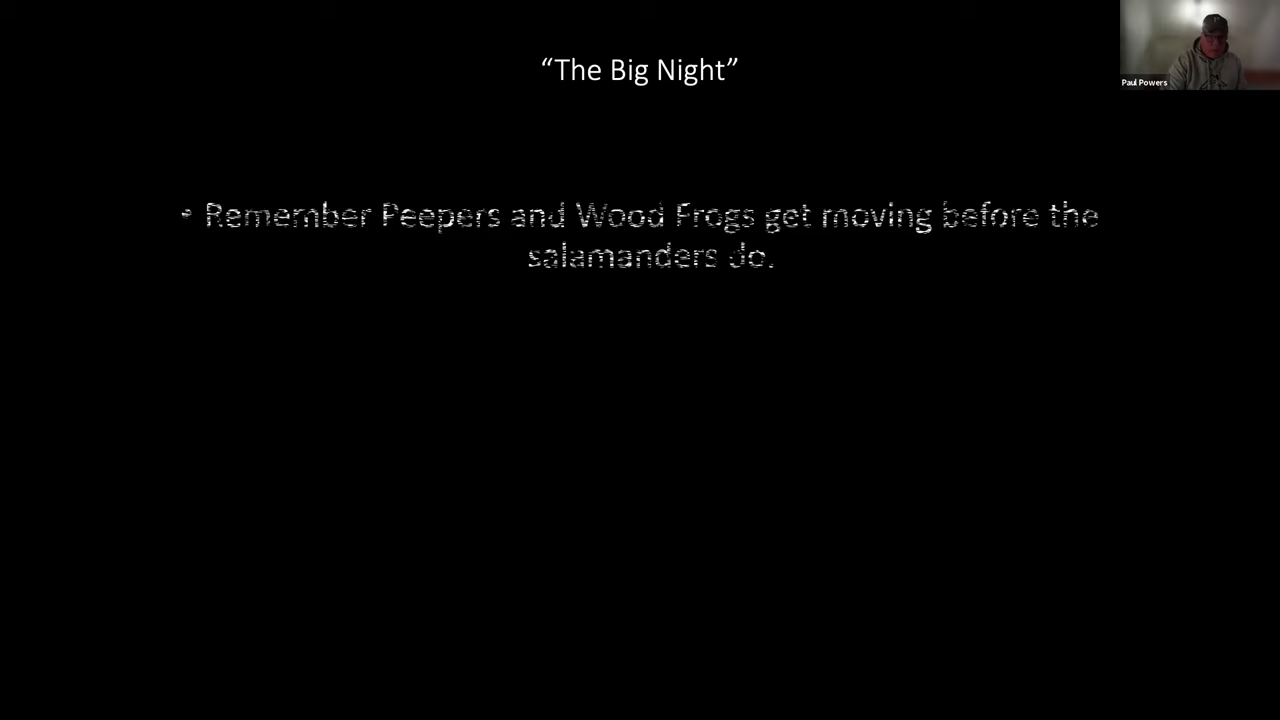 “The Big Night”
Paul Powers
• Remember Peepers and Wood Frogs get moving before the
salamanders do.